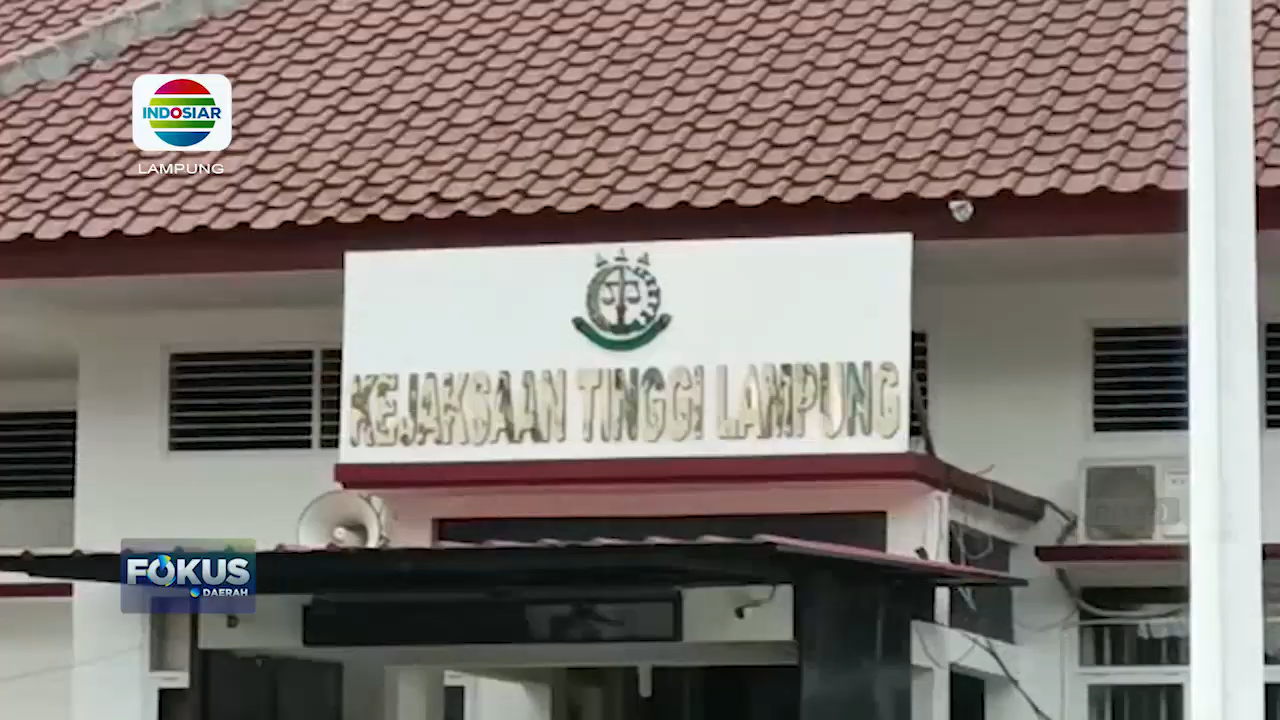 INDOSIAR
LAMPUNG
KEJAKSAAN TINGGI LAMPUNG
FOKUS
DAERAH